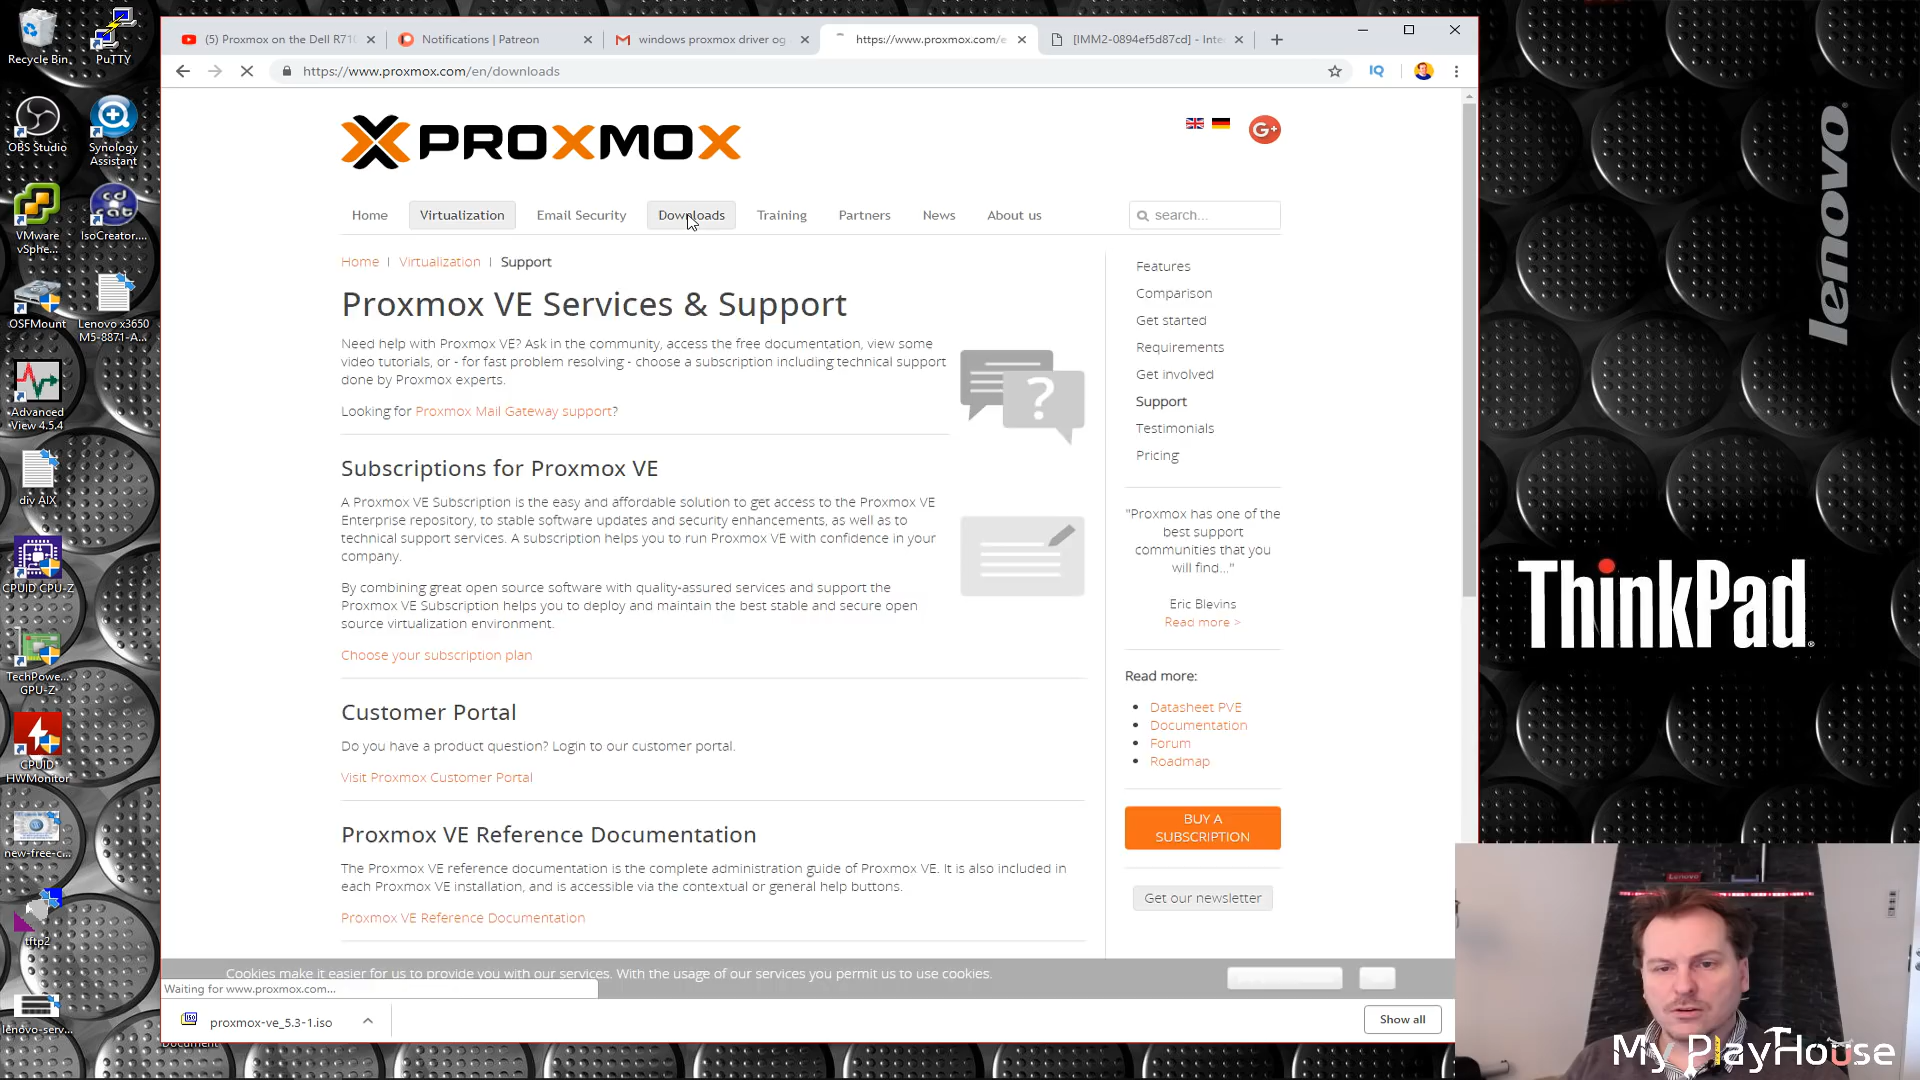 Recycle Bin
PuTTY
OBS Studio
Synology
Assistant
VMware
vSphe...
IsoCreator....
OSFMount
Lenovo x3650
M5-8871-A...
Advanced
View 4.5.4
div AIX
CPUID CPU-Z
TechPowe...
GPU-Z
CPUID
HWMonitor
new-free-c...
tftp2
lenovo-serv...
Document
(5) Proxmox on the Dell R710
Notifications | Patreon
windows proxmox driver og
https://www.proxmox.com/e
[IMM2-0894ef5d87cd] - Inte
https://www.proxmox.com/en/downloads
IQ
PROXMOX
G+
Home
Virtualization
Email Security
Downloads
Training
Partners
News
About us
search...
Home | Virtualization | Support
Proxmox VE Services & Support
Need help with Proxmox VE? Ask in the community, access the free documentation, view some
video tutorials, or - for fast problem resolving - choose a subscription including technical support
done by Proxmox experts.
Looking for Proxmox Mail Gateway support?
Subscriptions for Proxmox VE
A Proxmox VE Subscription is the easy and affordable solution to get access to the Proxmox VE
Enterprise repository, to stable software updates and security enhancements, as well as to
technical support services. A subscription helps you to run Proxmox VE with confidence in your
company.
By combining great open source software with quality-assured services and support the
Proxmox VE Subscription helps you to deploy and maintain the best stable and secure open
source virtualization environment.
Choose your subscription plan
Customer Portal
Do you have a product question? Login to our customer portal.
Visit Proxmox Customer Portal
Proxmox VE Reference Documentation
The Proxmox VE reference documentation is the complete administration guide of Proxmox VE. It is also included in
each Proxmox VE installation, and is accessible via the contextual or general help buttons.
Proxmox VE Reference Documentation
Features
Comparison
Get started
Requirements
Get involved
Support
Testimonials
Pricing
"Proxmox has one of the
best support
communities that you
will find..."
Eric Blevins
Read more >
Read more:
Datasheet PVE
Documentation
Forum
Roadmap
BUY A
SUBSCRIPTION
Get our newsletter
Cookies make it easier for us to provide you with our services. With the usage of our services you permit us to use cookies.
Waiting for www.proxmox.com...
proxmox-ve_5.3-1.iso
Show all
lenovo
ThinkPad
Lenovo
My PlayHouse